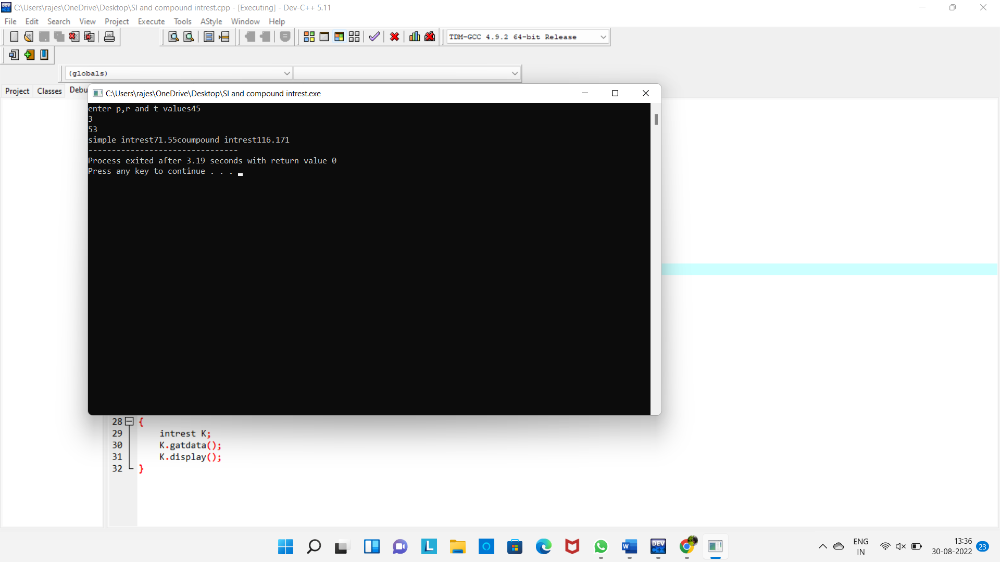 C:\Users\rajes\OneDrive\Desktop\SI and compound intrest.cpp - [Executing] - Dev-C++ 5.11
File Edit Search View Project Execute Tools AStyle Window Help
TDM-GCC 4.9.2 64-bit Release
(globals)
Project Classes Debu
C:\Users\rajes\OneDrive\Desktop\SI and compound intrest.exe
enter p,r and t values45
3
53
simple intrest71.55coumpound intrest116.171
--------------------------------
Process exited after 3.19 seconds with return value 0
Press any key to continue . . .
28 {
29 intrest K;
30 K.gatdata();
31 K.display();
32 }
ENG
IN
13:36
30-08-2022
23